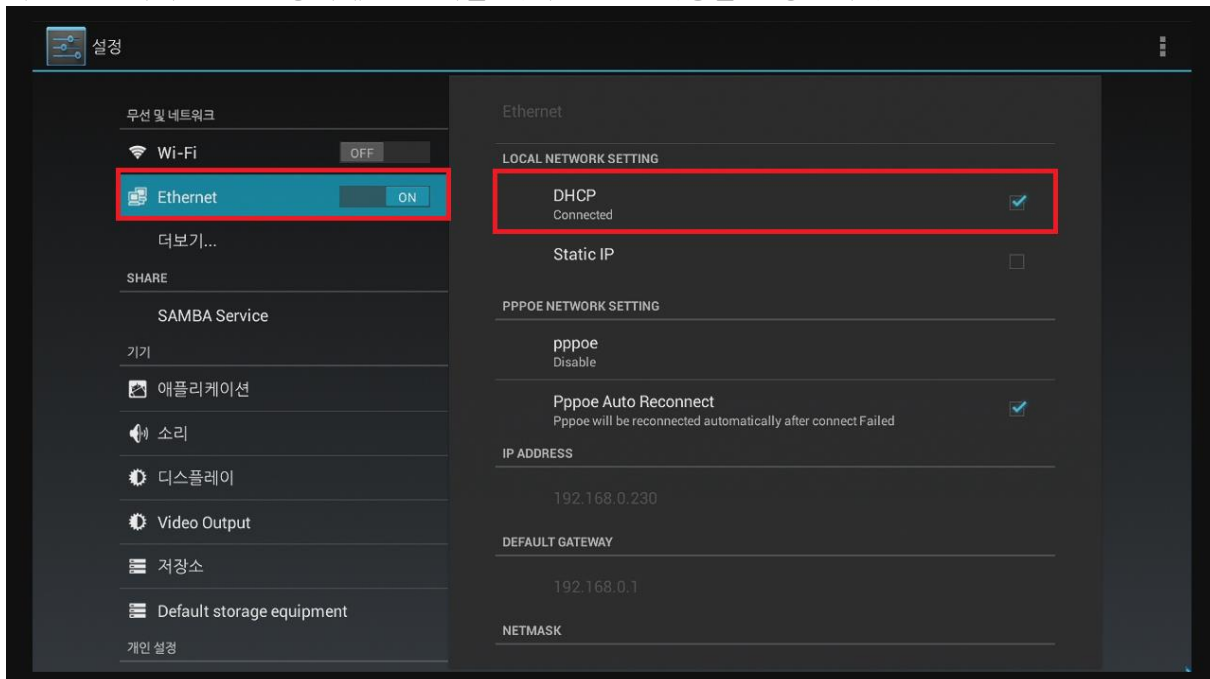 설정
무선 및 네트워크
Wi-Fi OFF
Ethernet ON
더보기...
SHARE
SAMBA Service
기기
애플리케이션
소리
디스플레이
Video Output
저장소
Default storage equipment
개인 설정
Ethernet
LOCAL NETWORK SETTING
DHCP
Connected
Static IP
PPPOE NETWORK SETTING
pppoe
Disable
Pppoe Auto Reconnect
Pppoe will be reconnected automatically after connect Failed
IP ADDRESS
192.168.0.230
DEFAULT GATEWAY
192.168.0.1
NETMASK